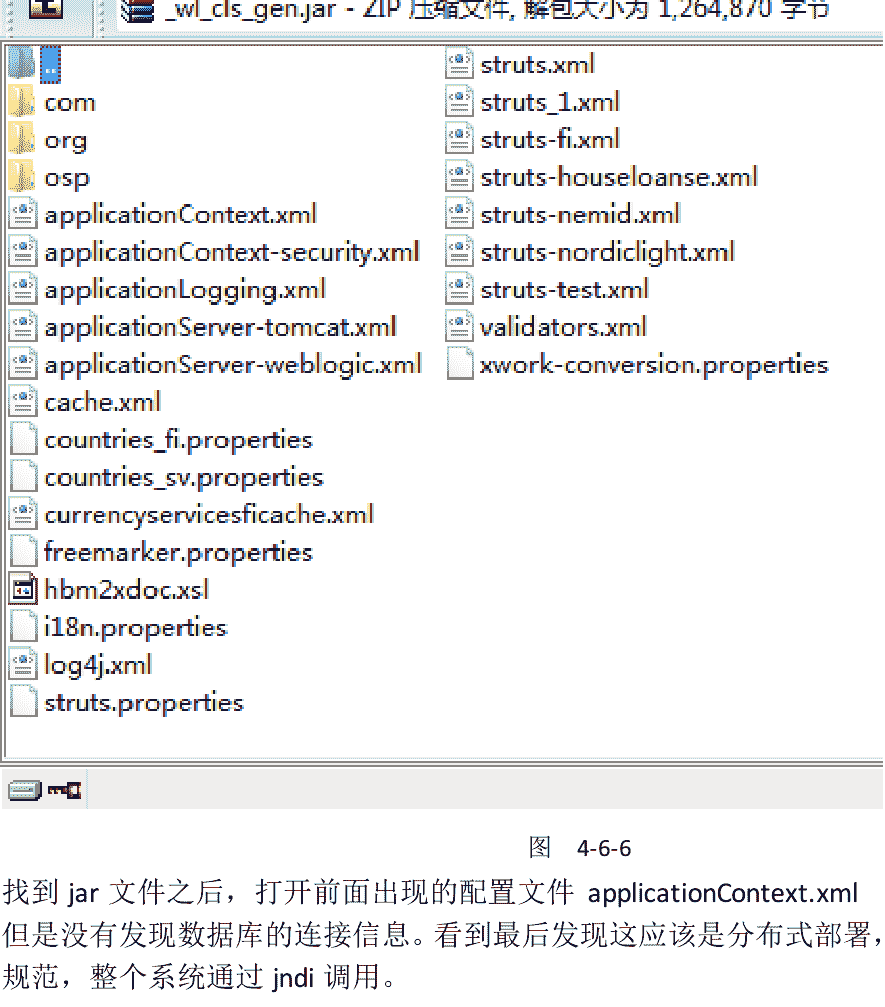 _wl_cls_gen.jar - ZIP 压缩文件, 解包大小为 1,264,870 字节
..
com
org
osp
applicationContext.xml
applicationContext-security.xml
applicationLogging.xml
applicationServer-tomcat.xml
applicationServer-weblogic.xml
cache.xml
countries_fi.properties
countries_sv.properties
currencyservicesficache.xml
freemarker.properties
hbm2xdoc.xsl
i18n.properties
log4j.xml
struts.properties
struts.xml
struts_1.xml
struts-fi.xml
struts-houseloanse.xml
struts-nemid.xml
struts-nordiclight.xml
struts-test.xml
validators.xml
xwork-conversion.properties
图 4-6-6
找到 jar 文件之后，打开前面出现的配置文件 applicationContext.xml
但是没有发现数据库的连接信息。看到最后发现这应该是分布式部署，
规范，整个系统通过 jndi 调用。